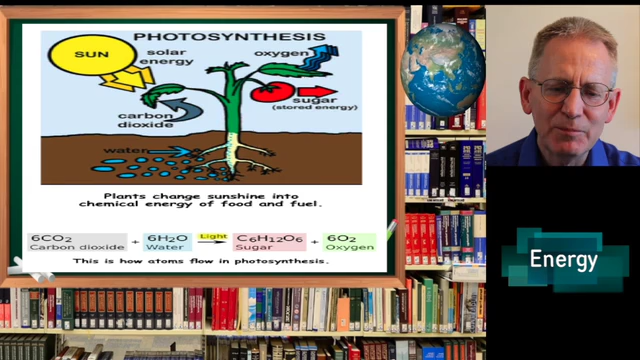 PHOTOSYNTHESIS
SUN
solar
energy
oxygen
sugar
(stored energy)
carbon
dioxide
water
Plants change sunshine into
chemical energy of food and fuel.
6CO2 + 6H2O Light C6H12O6 + 6O2
Carbon dioxide Water Sugar Oxygen
This is how atoms flow in photosynthesis.
Energy